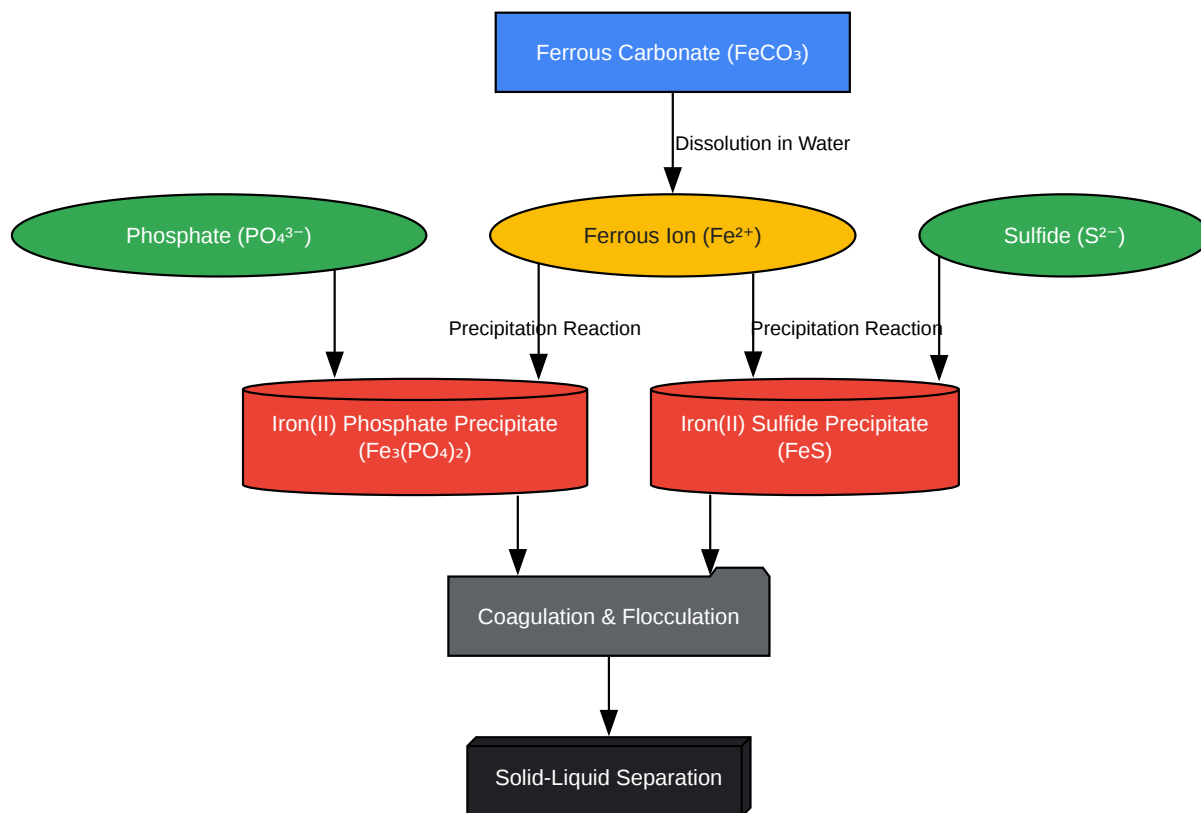 Ferrous Carbonate (FeCO₃)
Dissolution in Water
Phosphate (PO₄³⁻)
Ferrous Ion (Fe²⁺)
Sulfide (S²⁻)
Precipitation Reaction
Precipitation Reaction
Iron(II) Phosphate Precipitate
(Fe₃(PO₄)₂)
Iron(II) Sulfide Precipitate
(FeS)
Coagulation & Flocculation
Solid-Liquid Separation